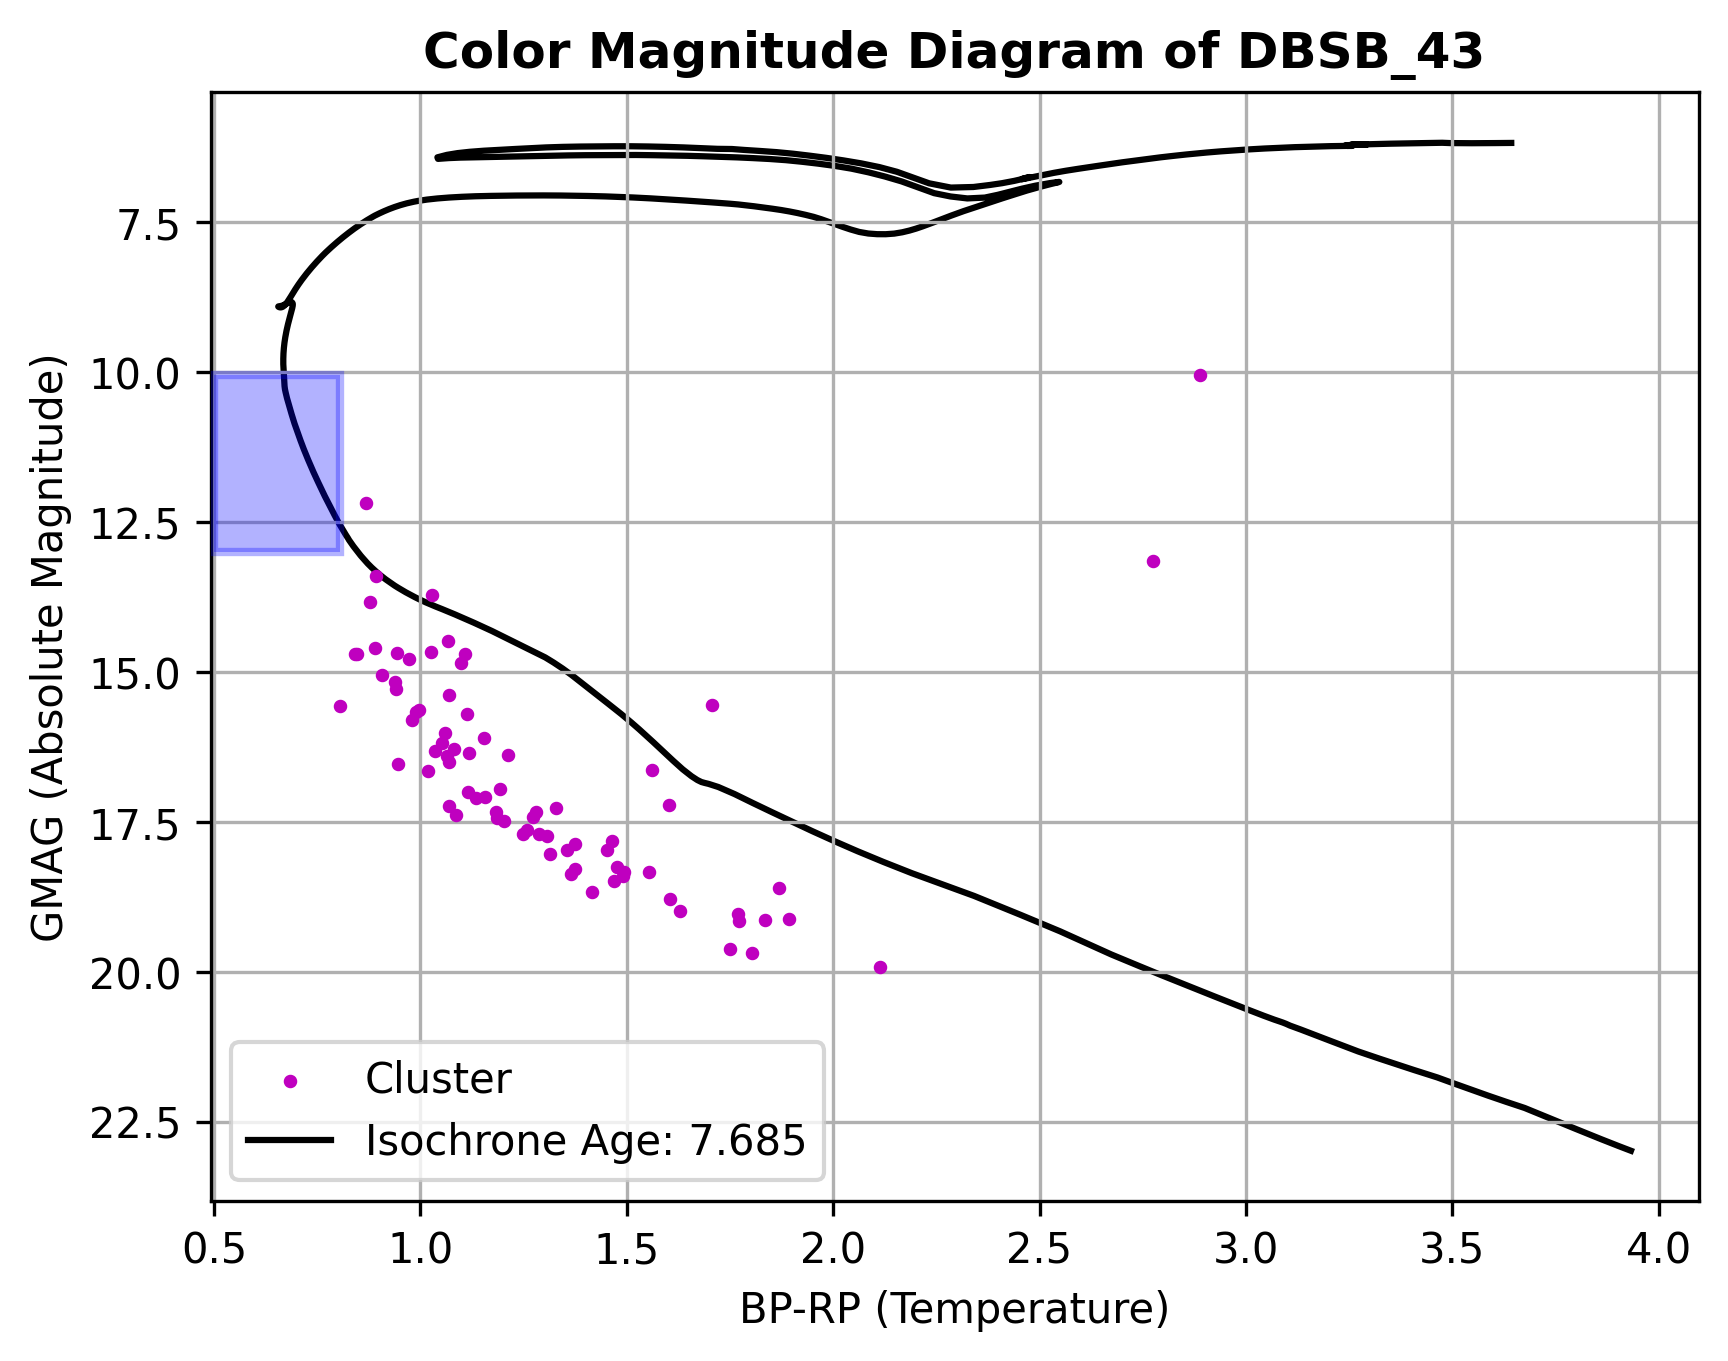 Color Magnitude Diagram of DBSB_43
GMAG (Absolute Magnitude)
7.5
10.0
12.5
15.0
17.5
20.0
22.5
Cluster
Isochrone Age: 7.685
0.5 1.0 1.5 2.0 2.5 3.0 3.5 4.0
BP-RP (Temperature)